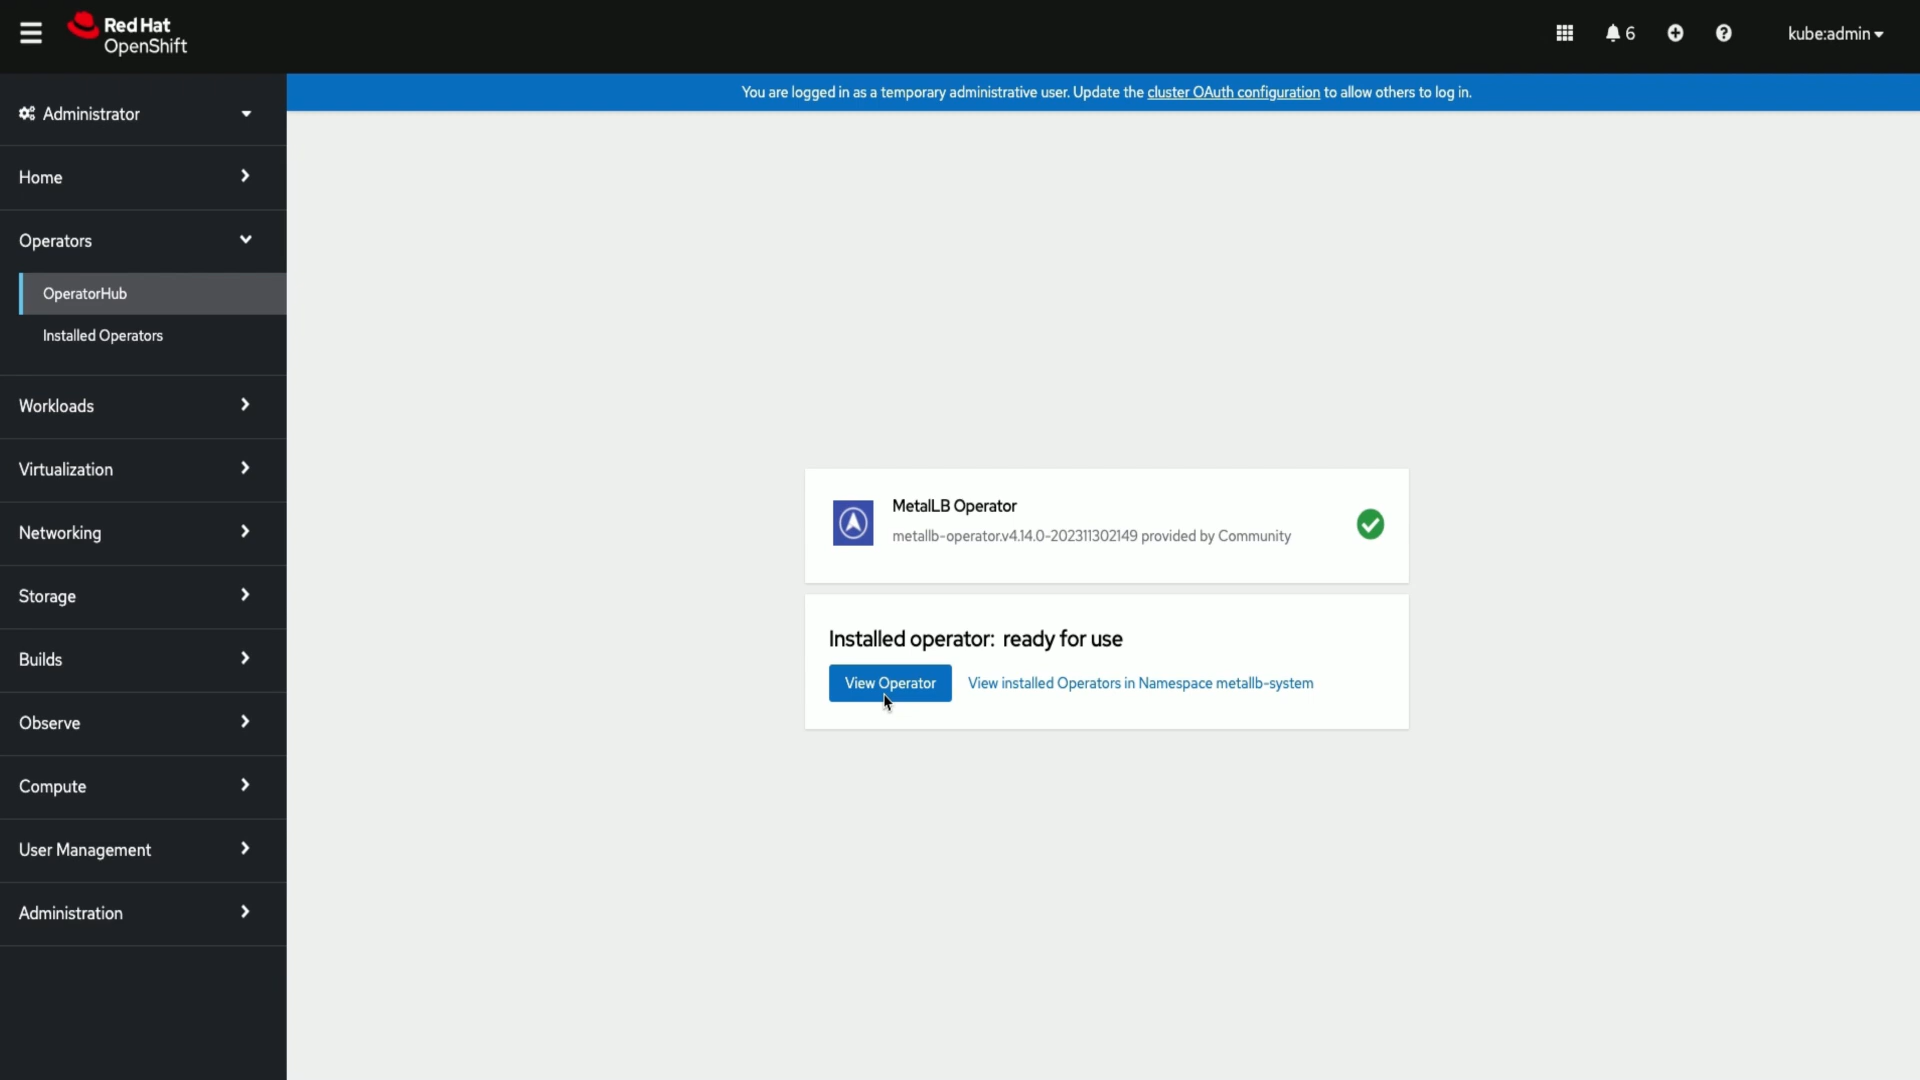 Red Hat
OpenShift
6
kube:admin
You are logged in as a temporary administrative user. Update the cluster OAuth configuration to allow others to log in.
Administrator
Home
Operators
OperatorHub
Installed Operators
Workloads
Virtualization
Networking
Storage
Builds
Observe
Compute
User Management
Administration
MetalLB Operator
metallb-operator.v4.14.0-202311302149 provided by Community
Installed operator: ready for use
View Operator
View installed Operators in Namespace metallb-system